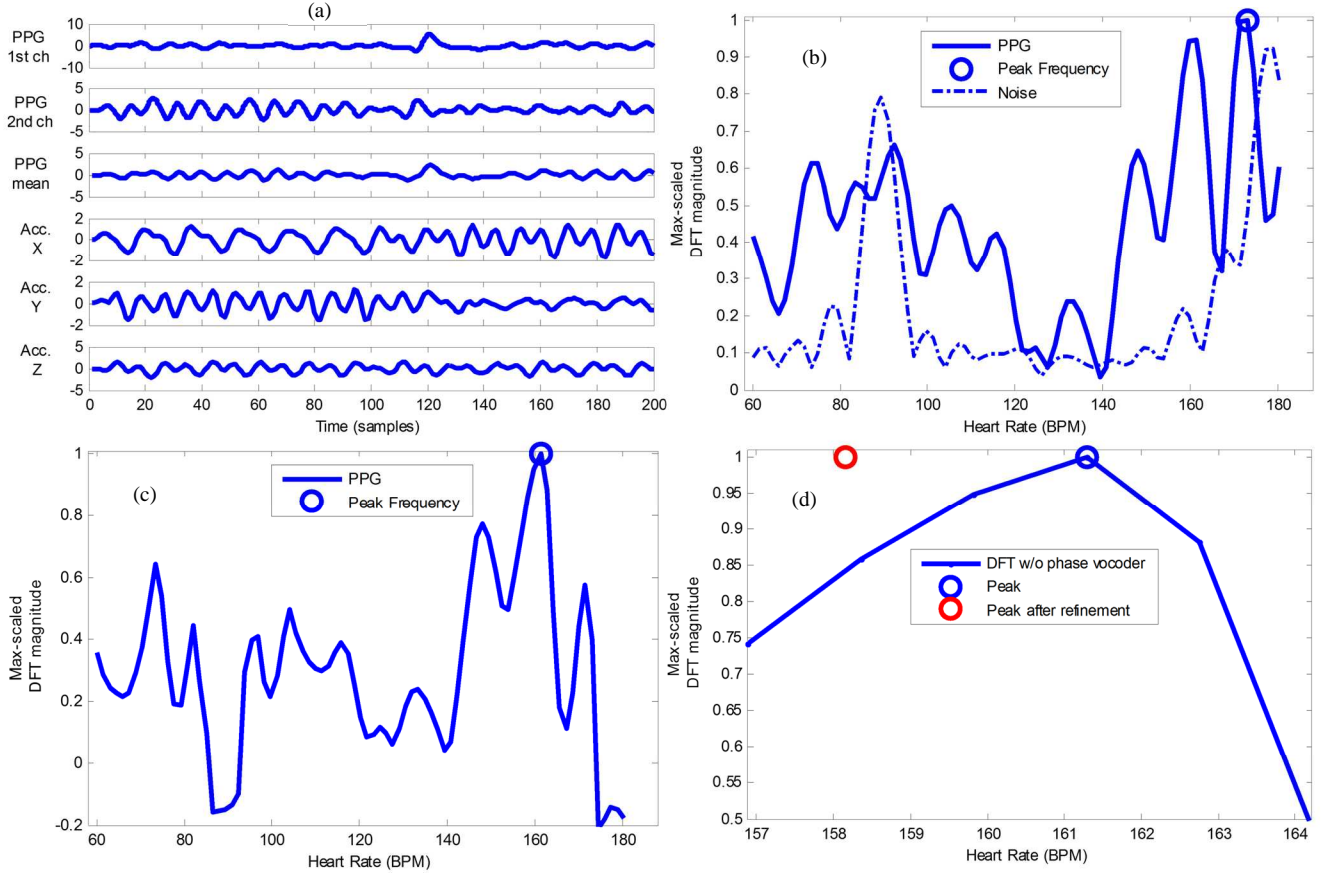 (a)
PPG
1st ch
10
0
-10
PPG
2nd ch
5
0
-5
PPG
mean
5
0
-5
Acc.
X
2
0
-2
Acc.
Y
2
0
-2
Acc.
Z
5
0
-5
0 20 40 60 80 100 120 140 160 180 200
Time (samples)
(b)
PPG
Peak Frequency
Noise
Max-scaled
DFT magnitude
1
0.9
0.8
0.7
0.6
0.5
0.4
0.3
0.2
0.1
0
60 80 100 120 140 160 180
Heart Rate (BPM)
(c)
PPG
Peak Frequency
Max-scaled
DFT magnitude
1
0.8
0.6
0.4
0.2
0
-0.2
60 80 100 120 140 160 180
Heart Rate (BPM)
(d)
DFT w/o phase vocoder
Peak
Peak after refinement
Max-scaled
DFT magnitude
1
0.95
0.9
0.85
0.8
0.75
0.7
0.65
0.6
0.55
0.5
157 158 159 160 161 162 163 164
Heart Rate (BPM)